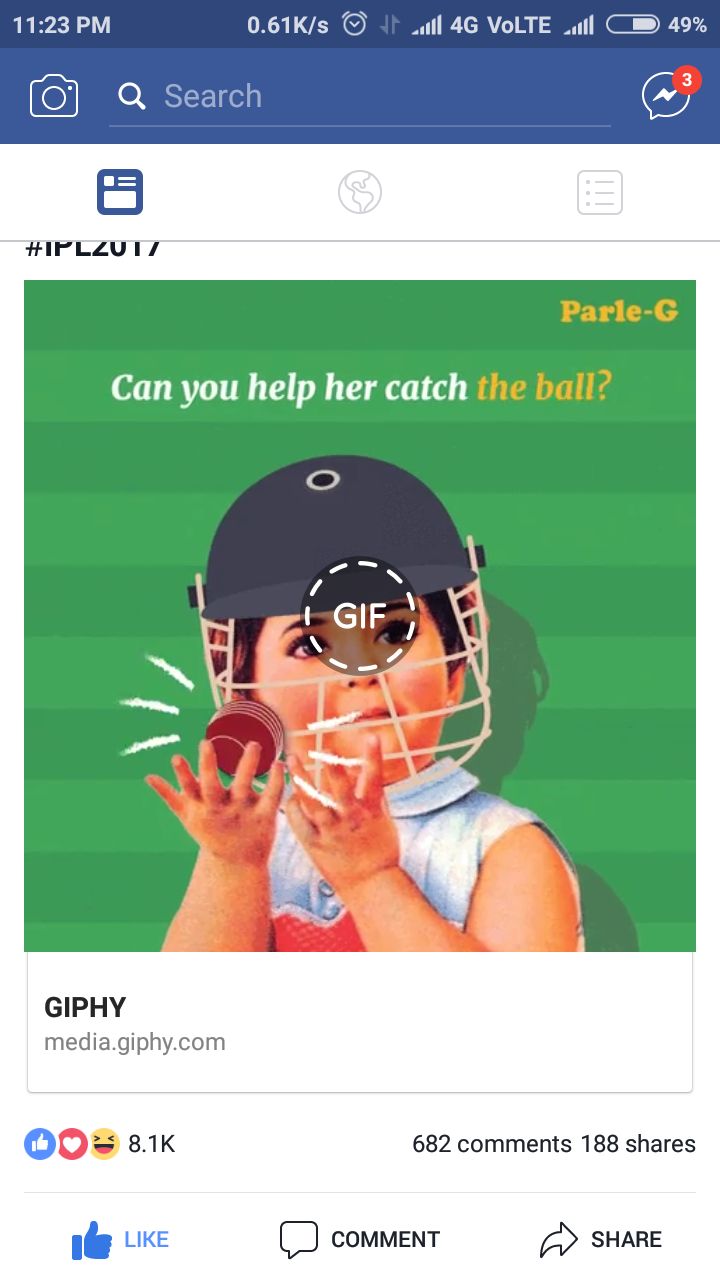 11:23 PM 0.61K/s 4G VoLTE 49%
Search
3
#IPL2017
Parle-G
Can you help her catch the ball?
GIF
GIPHY
media.giphy.com
8.1K 682 comments 188 shares
LIKE COMMENT SHARE